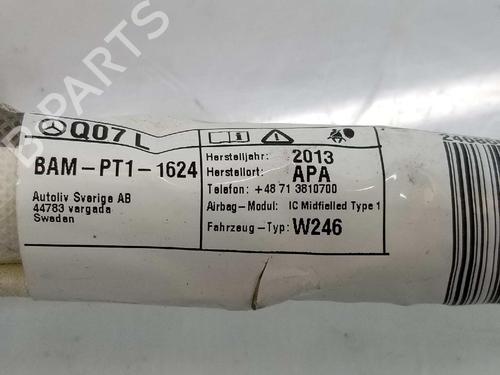 B-PARTS
Q07 L
BAM-PT1-1624
Autoliv Sverige AB
44783 vargada
Sweden
Herstelljahr: 2013
Herstellort: APA
Telefon: +48 71 3810700
Airbag-Modul: IC Midfielled Type 1
Fahrzeug-Typ: W246